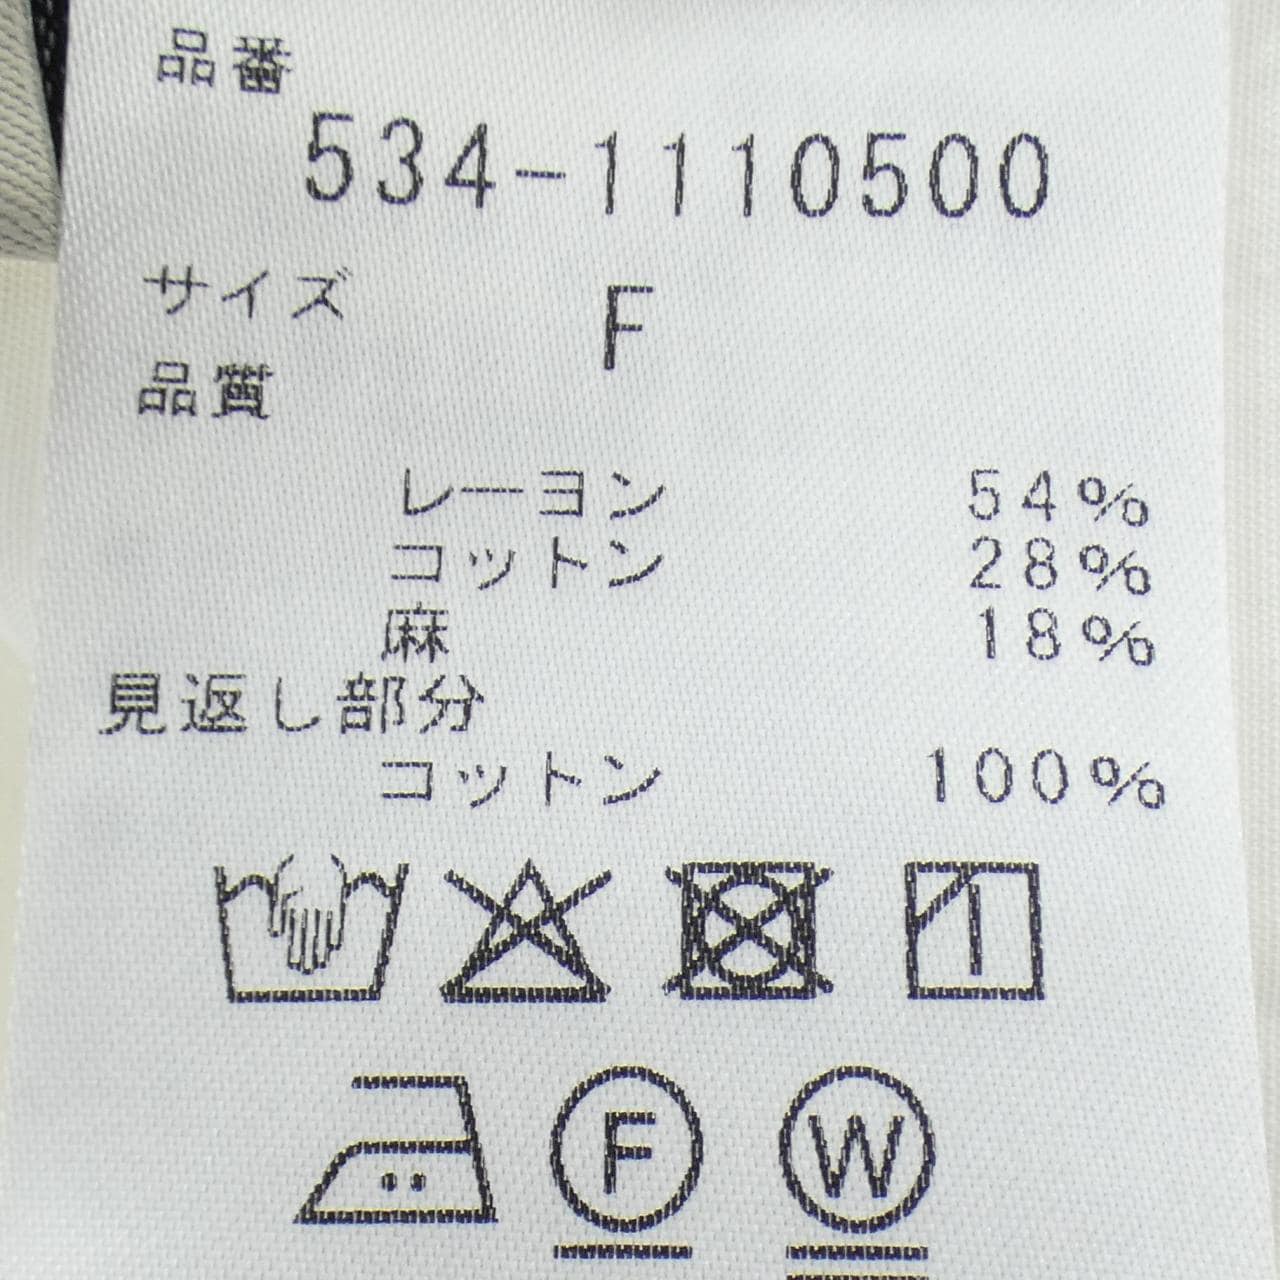 品番
534-1110500
サイズ F
品質
レーヨン 54%
コットン 28%
麻 18%
見返し部分
コットン 100%
F W